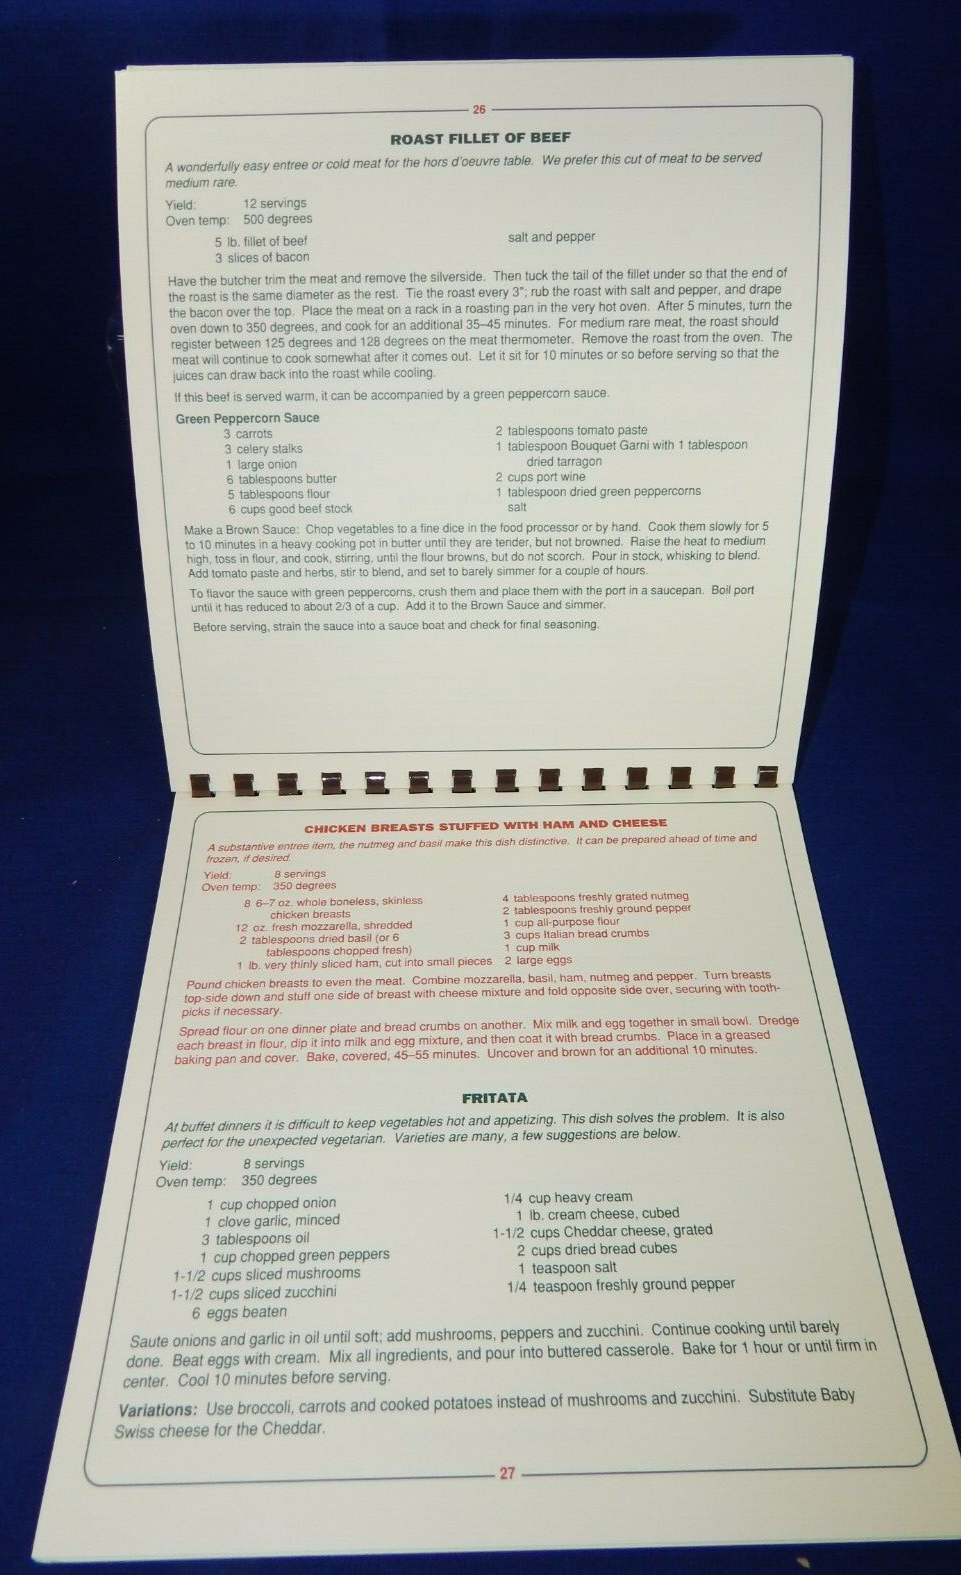 26
ROAST FILLET OF BEEF
A wonderfully easy entree or cold meat for the hors d'oeuvre table. We prefer this cut of meat to be served
medium rare.
Yield: 12 servings
Oven temp: 500 degrees
5 lb. fillet of beef
3 slices of bacon
salt and pepper
Have the butcher trim the meat and remove the silverside. Then tuck the tail of the fillet under so that the end of
the roast is the same diameter as the rest. Tie the roast every 3"; rub the roast with salt and pepper, and drape
the bacon over the top. Place the meat on a rack in a roasting pan in the very hot oven. After 5 minutes, turn the
oven down to 350 degrees, and cook for an additional 35–45 minutes. For medium rare meat, the roast should
register between 125 degrees and 128 degrees on the meat thermometer. Remove the roast from the oven. The
meat will continue to cook somewhat after it comes out. Let it sit for 10 minutes or so before serving so that the
juices can draw back into the roast while cooling.
If this beef is served warm, it can be accompanied by a green peppercorn sauce.
Green Peppercorn Sauce
3 carrots
3 celery stalks
1 large onion
6 tablespoons butter
5 tablespoons flour
6 cups good beef stock
2 tablespoons tomato paste
1 tablespoon Bouquet Garni with 1 tablespoon
dried tarragon
2 cups port wine
1 tablespoon dried green peppercorns
salt
Make a Brown Sauce: Chop vegetables to a fine dice in the food processor or by hand. Cook them slowly for 5
to 10 minutes in a heavy cooking pot in butter until they are tender, but not browned. Raise the heat to medium
high, toss in flour, and cook, stirring, until the flour browns, but do not scorch. Pour in stock, whisking to blend.
Add tomato paste and herbs, stir to blend, and set to barely simmer for a couple of hours.
To flavor the sauce with green peppercorns, crush them and place them with the port in a saucepan. Boil port
until it has reduced to about 2/3 of a cup. Add it to the Brown Sauce and simmer.
Before serving, strain the sauce into a sauce boat and check for final seasoning.
CHICKEN BREASTS STUFFED WITH HAM AND CHEESE
A substantive entree item, the nutmeg and basil make this dish distinctive. It can be prepared ahead of time and
frozen, if desired.
Yield: 8 servings
Oven temp: 350 degrees
8 6–7 oz. whole boneless, skinless
chicken breasts
12 oz. fresh mozzarella, shredded
2 tablespoons dried basil (or 6
tablespoons chopped fresh)
1 lb. very thinly sliced ham, cut into small pieces
4 tablespoons freshly grated nutmeg
2 tablespoons freshly ground pepper
1 cup all-purpose flour
3 cups Italian bread crumbs
1 cup milk
2 large eggs
Pound chicken breasts to even the meat. Combine mozzarella, basil, ham, nutmeg and pepper. Turn breasts
top-side down and stuff one side of breast with cheese mixture and fold opposite side over, securing with tooth-
picks if necessary.
Spread flour on one dinner plate and bread crumbs on another. Mix milk and egg together in small bowl. Dredge
each breast in flour, dip it into milk and egg mixture, and then coat it with bread crumbs. Place in a greased
baking pan and cover. Bake, covered, 45–55 minutes. Uncover and brown for an additional 10 minutes.
FRITATA
At buffet dinners it is difficult to keep vegetables hot and appetizing. This dish solves the problem. It is also
perfect for the unexpected vegetarian. Varieties are many, a few suggestions are below.
Yield: 8 servings
Oven temp: 350 degrees
1 cup chopped onion
1 clove garlic, minced
3 tablespoons oil
1 cup chopped green peppers
1-1/2 cups sliced mushrooms
1-1/2 cups sliced zucchini
6 eggs beaten
1/4 cup heavy cream
1 lb. cream cheese, cubed
1-1/2 cups Cheddar cheese, grated
2 cups dried bread cubes
1 teaspoon salt
1/4 teaspoon freshly ground pepper
Saute onions and garlic in oil until soft; add mushrooms, peppers and zucchini. Continue cooking until barely
done. Beat eggs with cream. Mix all ingredients, and pour into buttered casserole. Bake for 1 hour or until firm in
center. Cool 10 minutes before serving.
Variations: Use broccoli, carrots and cooked potatoes instead of mushrooms and zucchini. Substitute Baby
Swiss cheese for the Cheddar.
27